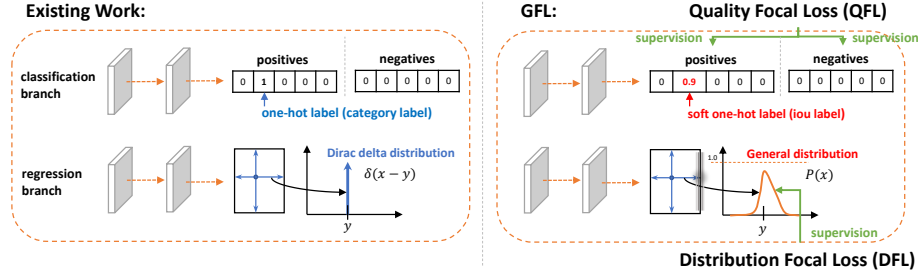 Existing Work:
positives
negatives
classification
branch
0 1 0 0 0
0 0 0 0 0
one-hot label (category label)
regression
branch
Dirac delta distribution
δ(x − y)
y
GFL:
Quality Focal Loss (QFL)
supervision
supervision
positives
negatives
0 0.9 0 0 0
0 0 0 0 0
soft one-hot label (iou label)
1.0
General distribution
P(x)
y
supervision
Distribution Focal Loss (DFL)